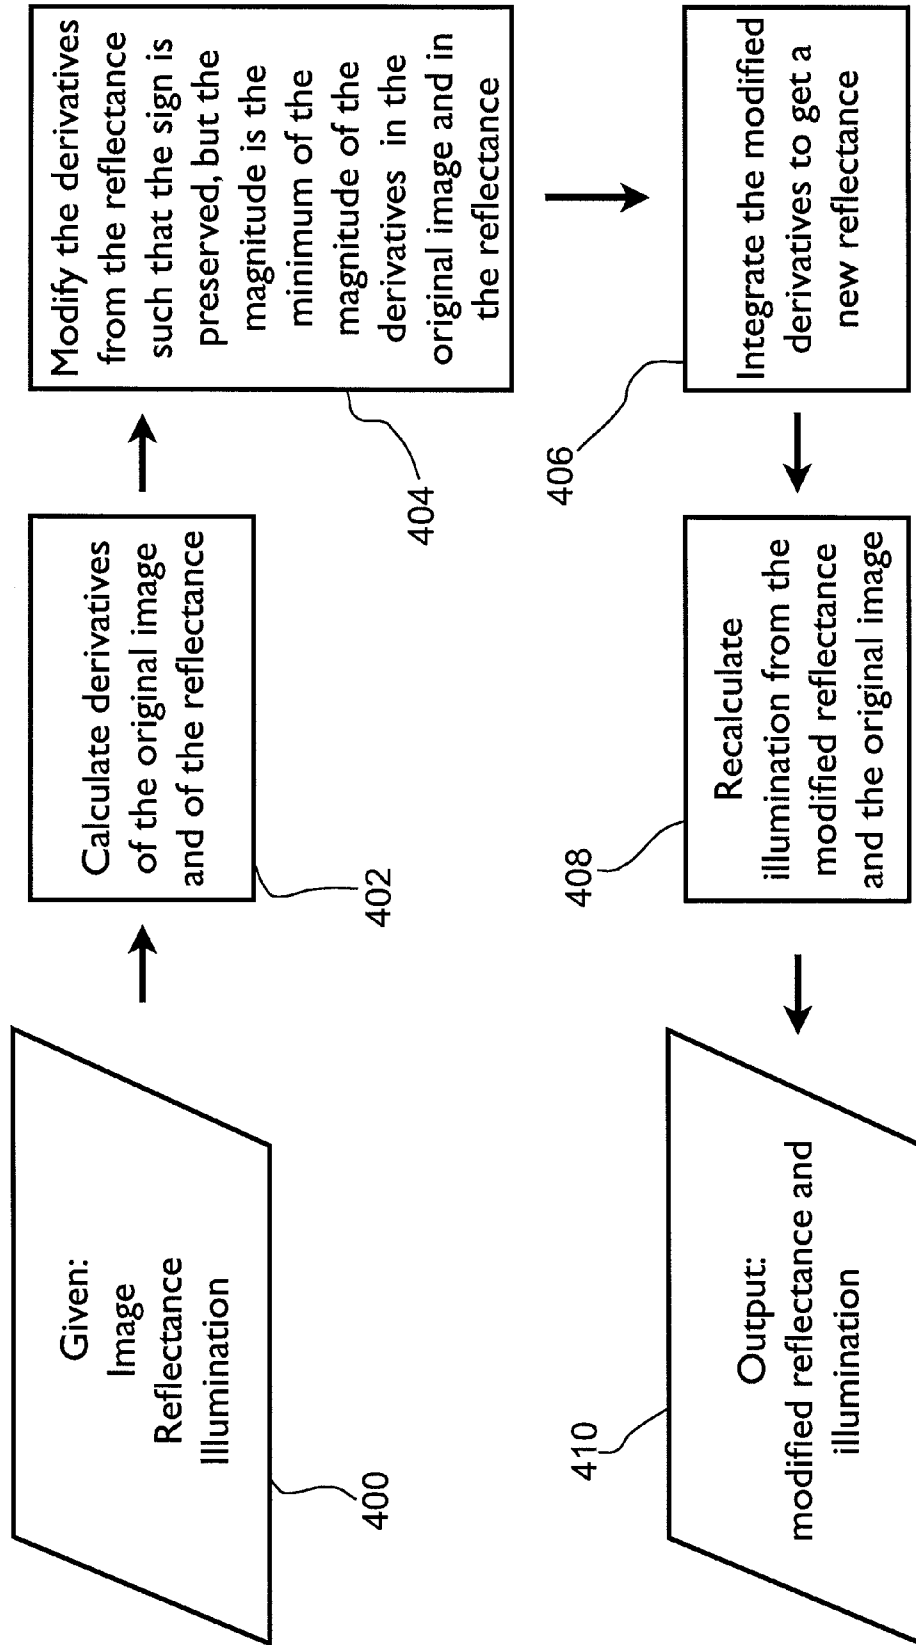 Given:
Image
Reflectance
Illumination
400
Calculate derivatives
of the original image
and of the reflectance
402
Modify the derivatives
from the reflectance
such that the sign is
preserved, but the
magnitude is the
minimum of the
magnitude of the
derivatives in the
original image and in
the reflectance
404
Integrate the modified
derivatives to get a
new reflectance
406
Recalculate
illumination from the
modified reflectance
and the original image
408
Output:
modified reflectance and
illumination
410